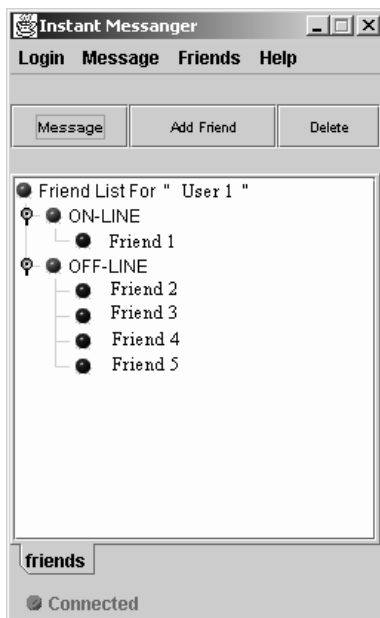 Instant Messanger
Login Message Friends Help
Message Add Friend Delete
Friend List For " User 1 "
ON-LINE
Friend 1
OFF-LINE
Friend 2
Friend 3
Friend 4
Friend 5
friends
Connected